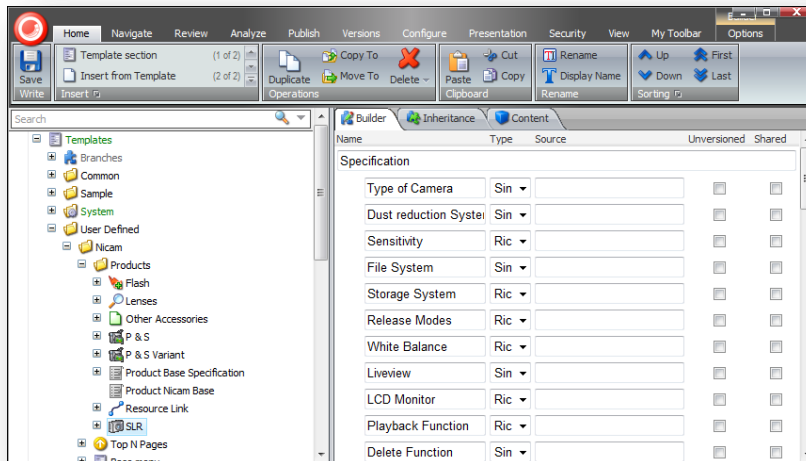 Home Navigate Review Analyze Publish Versions Configure Presentation Security View My Toolbar Options
Save
Write
Template section (1 of 2)
Insert from Template (2 of 2)
Insert
Duplicate
Copy To
Move To
Delete
Operations
Paste
Cut
Copy
Clipboard
Rename
Display Name
Rename
Up
Down
First
Last
Sorting
Search
Templates
Branches
Common
Sample
System
User Defined
Nicam
Products
Flash
Lenses
Other Accessories
P & S
P & S Variant
Product Base Specification
Product Nicam Base
Resource Link
SLR
Top N Pages
Builder Inheritance Content
Name Type Source Unversioned Shared
Specification
Type of Camera Sin
Dust reduction Syster Sin
Sensitivity Ric
File System Sin
Storage System Ric
Release Modes Ric
White Balance Ric
Liveview Sin
LCD Monitor Ric
Playback Function Ric
Delete Function Sin